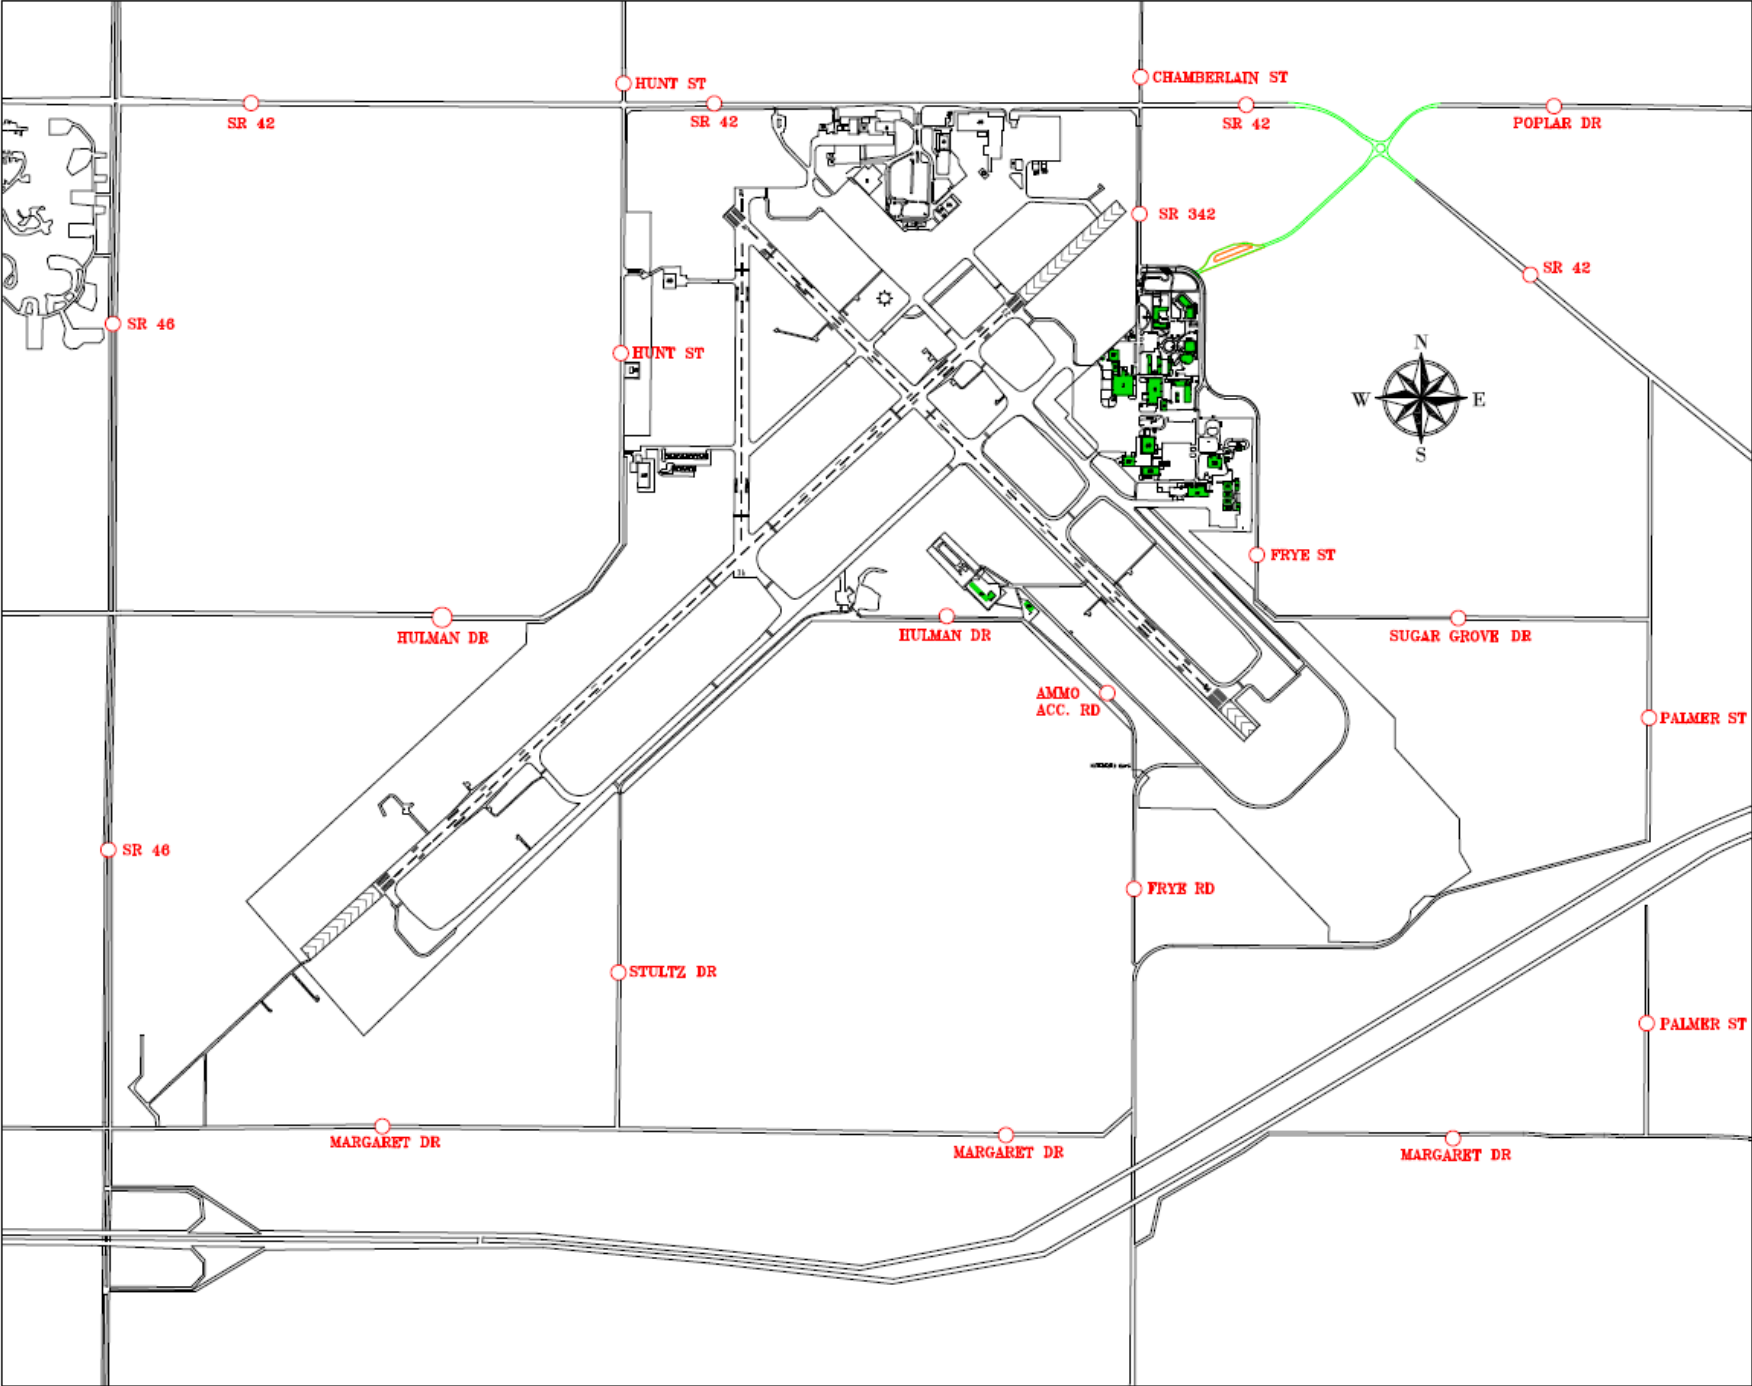 HUNT ST
CHAMBERLAIN ST
SR 42
SR 42
SR 42
POPLAR DR
SR 342
SR 42
SR 46
HUNT ST
N
W
E
S
FRYE ST
HULMAN DR
HULMAN DR
SUGAR GROVE DR
AMMO
ACC. RD
PALMER ST
SR 46
FRYE RD
STULTZ DR
PALMER ST
MARGARET DR
MARGARET DR
MARGARET DR